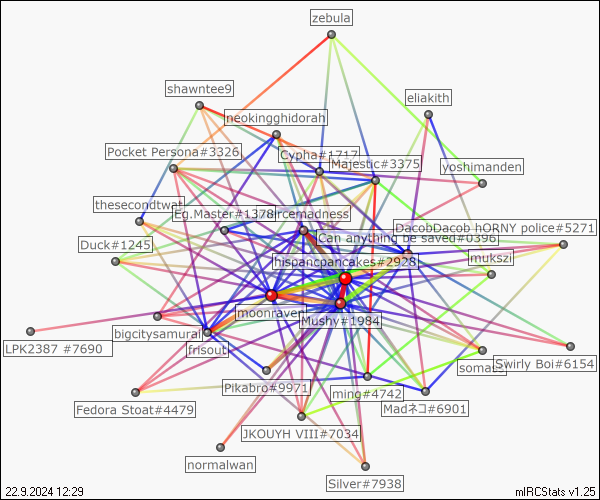 zebula
shawntee9
eliakith
neokingghidorah
Cypha#1717
Pocket Persona#3326
Majestic#3375
yoshimanden
thesecondtwat
Eg.Master#1378
ircemadness
DacobDacob hORNY police#5271
Can anything be saved#0396
Duck#1245
hispancpancakes#2928
mukszi
moonraven
Mushy#1984
bigcitysamurai
frisout
LPK2387 #7690
somass
Swirly Boi#6154
Pikabro#9971
ming#4742
Fedora Stoat#4479
Madネコ#6901
JKOUYH VIII#7034
normalwan
Silver#7938
22.9.2024 12:29
mIRCStats v1.25